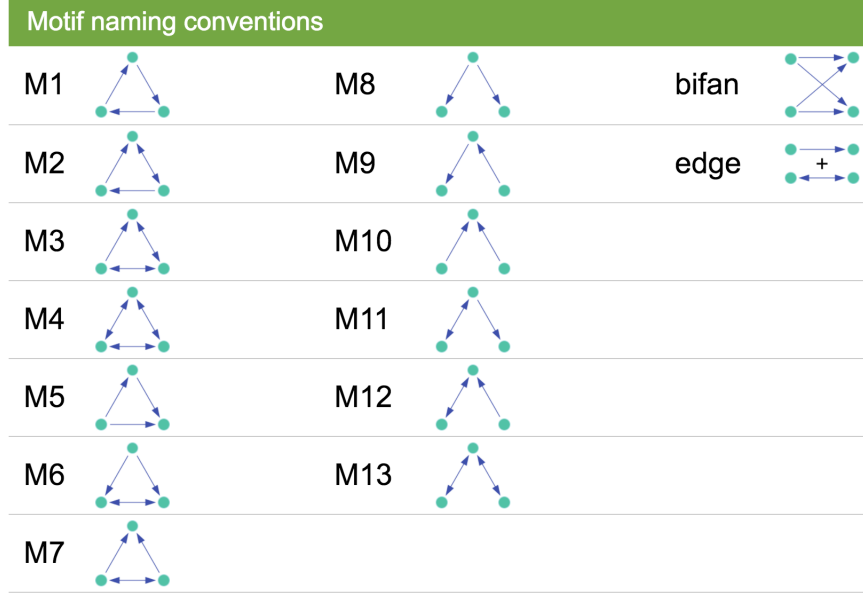 Motif naming conventions
M1 M8 bifan
M2 M9 edge +
M3 M10
M4 M11
M5 M12
M6 M13
M7